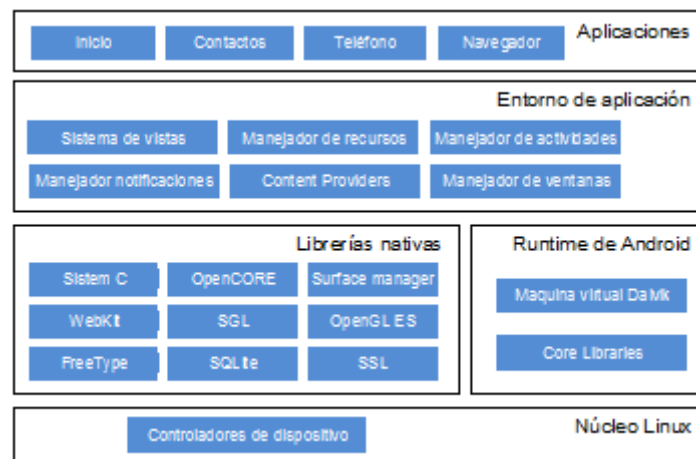 Inicio Contactos Teléfono Navegador Aplicaciones
Entorno de aplicación
Sistema de vistas Manejador de recursos Manejador de actividades
Manejador notificaciones Content Providers Manejador de ventanas
Librerías nativas
Sistem C OpenCORE Surface manager
WebKit SGL OpenGL ES
FreeType SQLite SSL
Runtime de Android
Maquina virtual Dalvik
Core Libraries
Núcleo Linux
Controladores de dispositivo